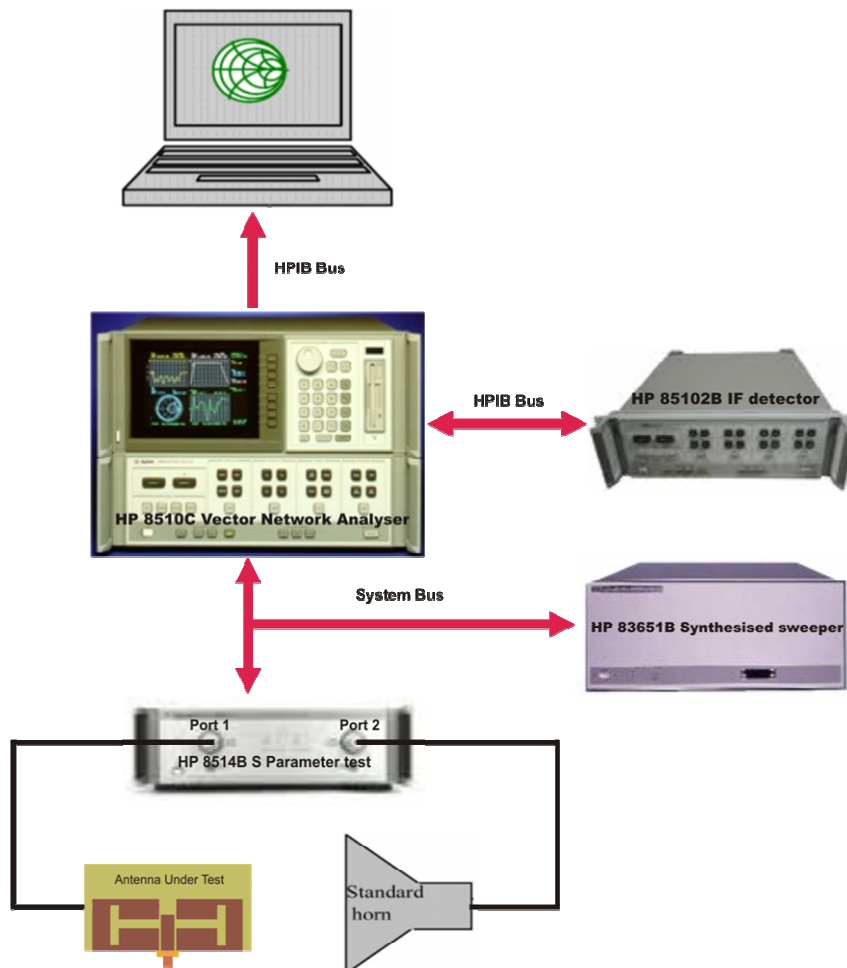 HPIB Bus
HP 8510C Vector Network Analyser
HPIB Bus
HP 85102B IF detector
System Bus
HP 83651B Synthesised sweeper
Port 1
Port 2
HP 8514B S Parameter test
Antenna Under Test
Standard
horn